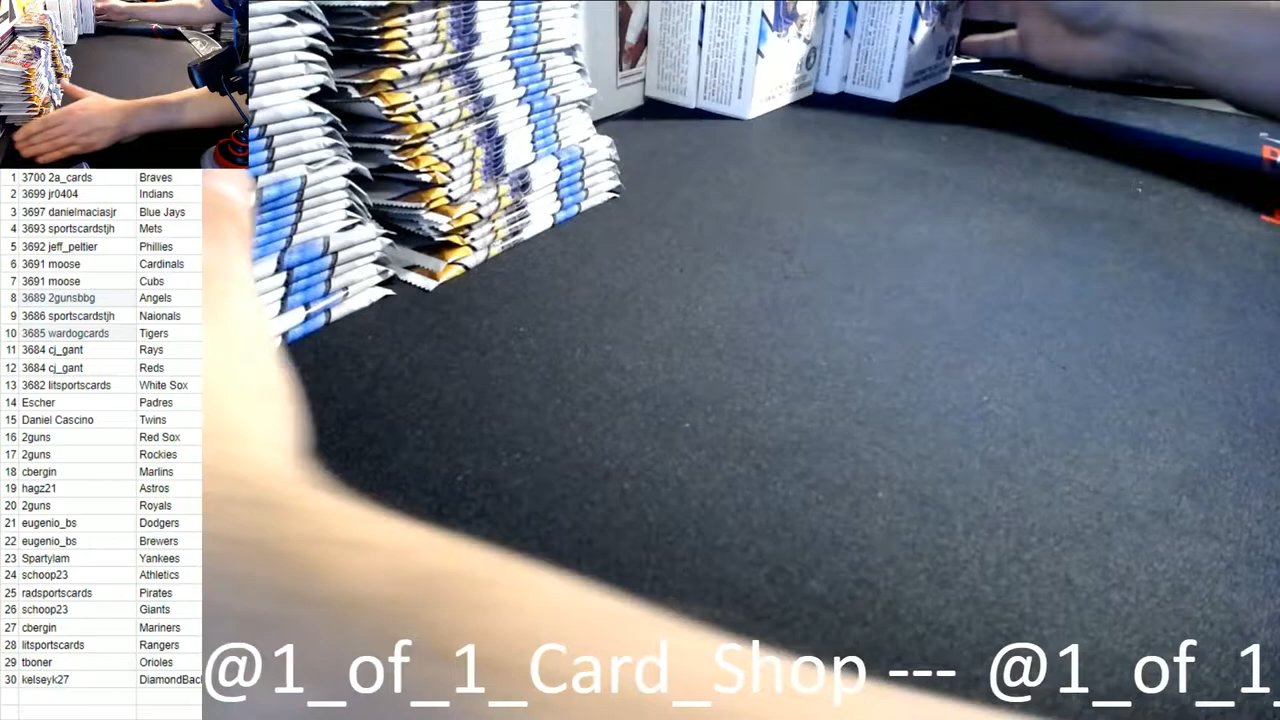 1 3700 2a_cards Braves
2 3699 jr0404 Indians
3 3697 danielmaciasjr Blue Jays
4 3693 sportscardstjh Mets
5 3692 jeff_peltier Phillies
6 3691 moose Cardinals
7 3691 moose Cubs
8 3689 2gunsbbg Angels
9 3686 sportscardstjh Naionals
10 3685 wardogcards Tigers
11 3684 cj_gant Rays
12 3684 cj_gant Reds
13 3682 litsportscards White Sox
14 Escher Padres
15 Daniel Cascino Twins
16 2guns Red Sox
17 2guns Rockies
18 cbergin Marlins
19 hagz21 Astros
20 2guns Royals
21 eugenio_bs Dodgers
22 eugenio_bs Brewers
23 Spartylam Yankees
24 schoop23 Athletics
25 radsportscards Pirates
26 schoop23 Giants
27 cbergin Mariners
28 litsportscards Rangers
29 tboner Orioles
30 kelseyk27 DiamondBac
@1_of_1_Card_Shop --- @1_of_1_